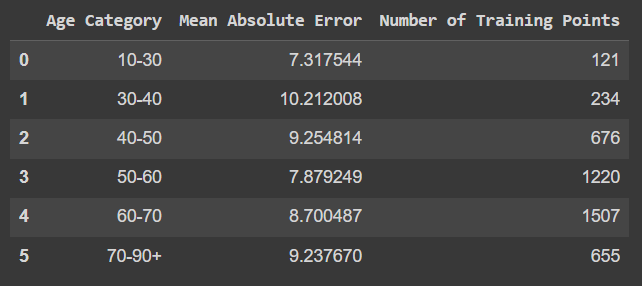 Age Category Mean Absolute Error Number of Training Points
0 10-30 7.317544 121
1 30-40 10.212008 234
2 40-50 9.254814 676
3 50-60 7.879249 1220
4 60-70 8.700487 1507
5 70-90+ 9.237670 655